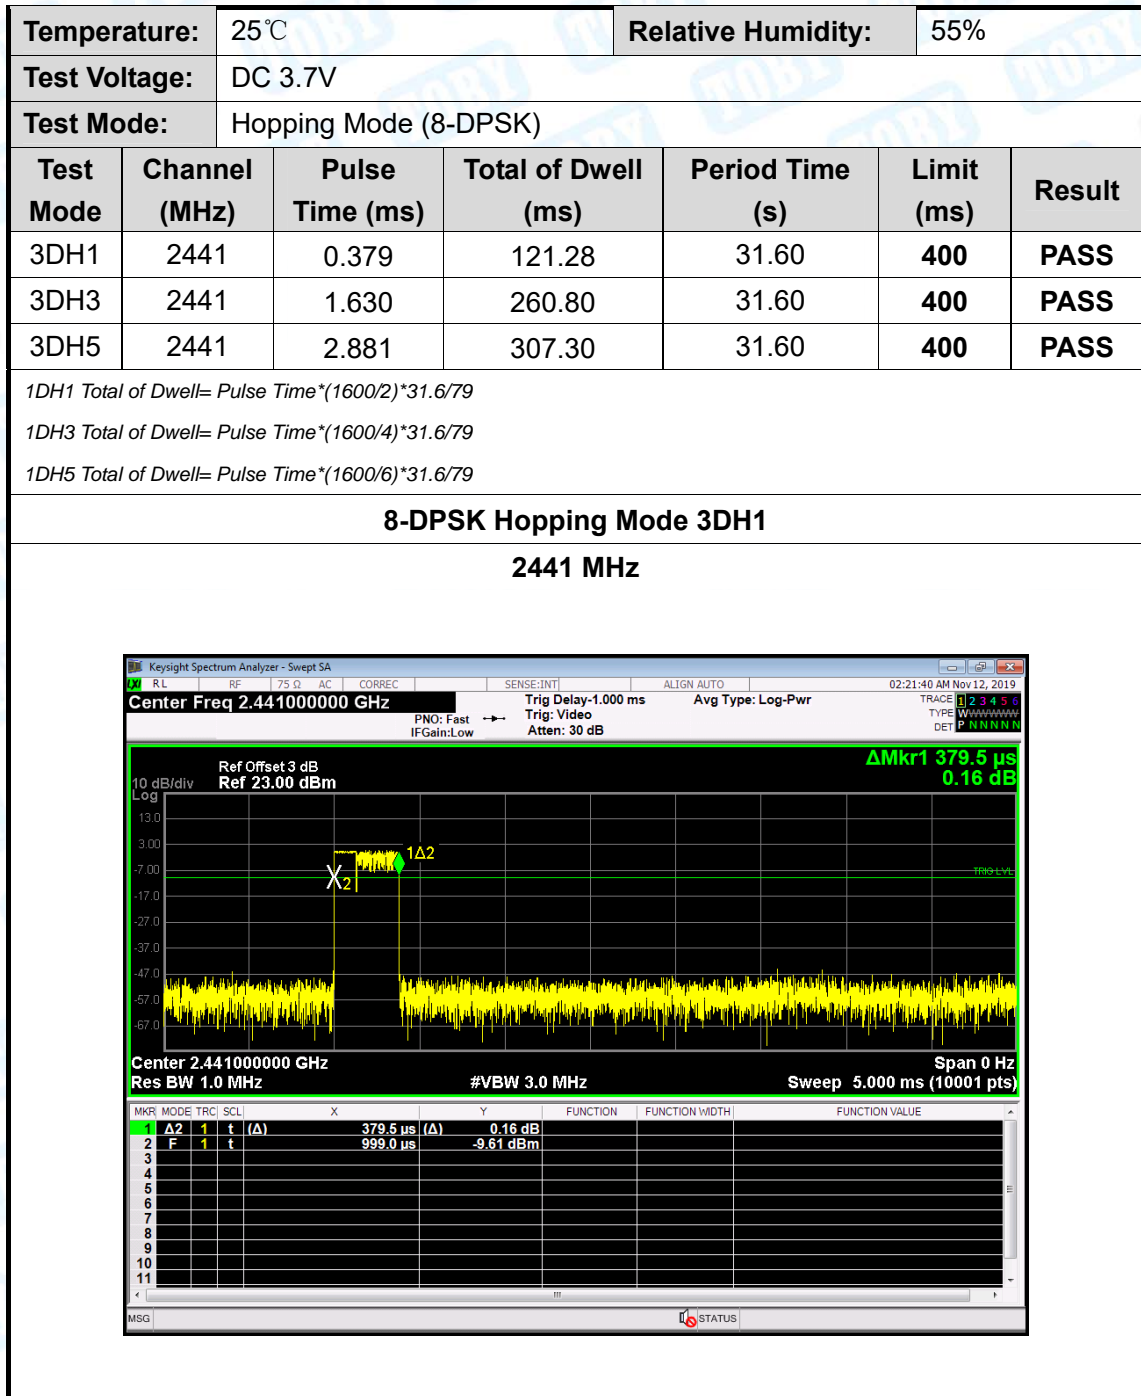 Temperature: 25℃ Relative Humidity: 55%
Test Voltage: DC 3.7V
Test Mode: Hopping Mode (8-DPSK)
Test Mode Channel (MHz) Pulse Time (ms) Total of Dwell (ms) Period Time (s) Limit (ms) Result
3DH1 2441 0.379 121.28 31.60 400 PASS
3DH3 2441 1.630 260.80 31.60 400 PASS
3DH5 2441 2.881 307.30 31.60 400 PASS
1DH1 Total of Dwell= Pulse Time*(1600/2)*31.6/79
1DH3 Total of Dwell= Pulse Time*(1600/4)*31.6/79
1DH5 Total of Dwell= Pulse Time*(1600/6)*31.6/79
8-DPSK Hopping Mode 3DH1
2441 MHz
Keysight Spectrum Analyzer - Swept SA
LXI RL RF 75 Ω AC CORREC SENSE:INT ALIGN AUTO 02:21:40 AM Nov 12, 2019
Center Freq 2.441000000 GHz
PNO: Fast
IFGain:Low
Trig Delay-1.000 ms
Trig: Video
Atten: 30 dB
Avg Type: Log-Pwr
TRACE 1 2 3 4 5 6
TYPE WWWWWW
DET P N N N N N
ΔMkr1 379.5 µs
0.16 dB
Ref Offset 3 dB
10 dB/div Ref 23.00 dBm
Log
13.0
3.00
-7.00
-17.0
-27.0
-37.0
-47.0
-57.0
-67.0
1Δ2
X2
TRIG LVL
Center 2.441000000 GHz Span 0 Hz
Res BW 1.0 MHz #VBW 3.0 MHz Sweep 5.000 ms (10001 pts)
MKR MODE TRC SCL X Y FUNCTION FUNCTION WIDTH FUNCTION VALUE
1 Δ2 1 t (Δ) 379.5 µs (Δ) 0.16 dB
2 F 1 t 999.0 µs -9.61 dBm
3
4
5
6
7
8
9
10
11
MSG STATUS
TOBY